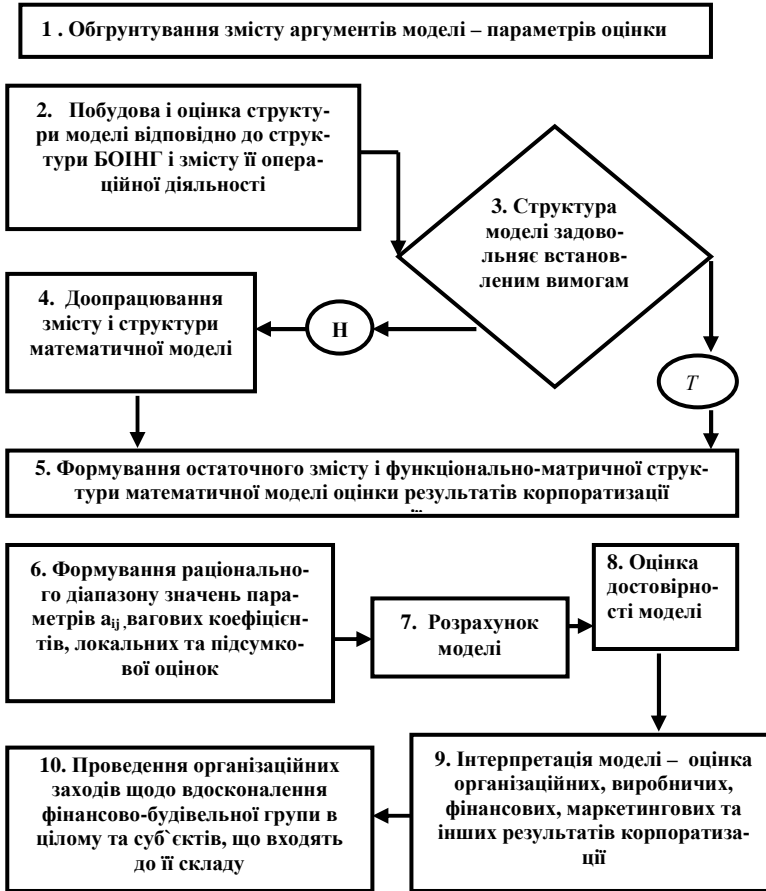 1 . Обгрунтування змісту аргументів моделі – параметрів оцінки
2. Побудова і оцінка структу-
ри моделі відповідно до струк-
тури БОІНГ і змісту її опера-
ційної діяльності
3. Структура
моделі задово-
льняє встанов-
леним вимогам
4. Доопрацювання
змісту і структури
математичної моделі
Н
Т
5. Формування остаточного змісту і функціонально-матричної струк-
тури математичної моделі оцінки результатів корпоратизації
6. Формування раціонально-
го діапазону значень пара-
метрів aij ,вагових коефіцієн-
тів, локальних та підсумко-
вої оцінок
7. Розрахунок
моделі
8. Оцінка
достовірно-
сті моделі
9. Інтерпретація моделі – оцінка
організаційних, виробничих,
фінансових, маркетингових та
інших результатів корпоратиза-
ції
10. Проведення організаційних
заходів щодо вдосконалення
фінансово-будівельної групи в
цілому та суб`єктів, що входять
до її складу